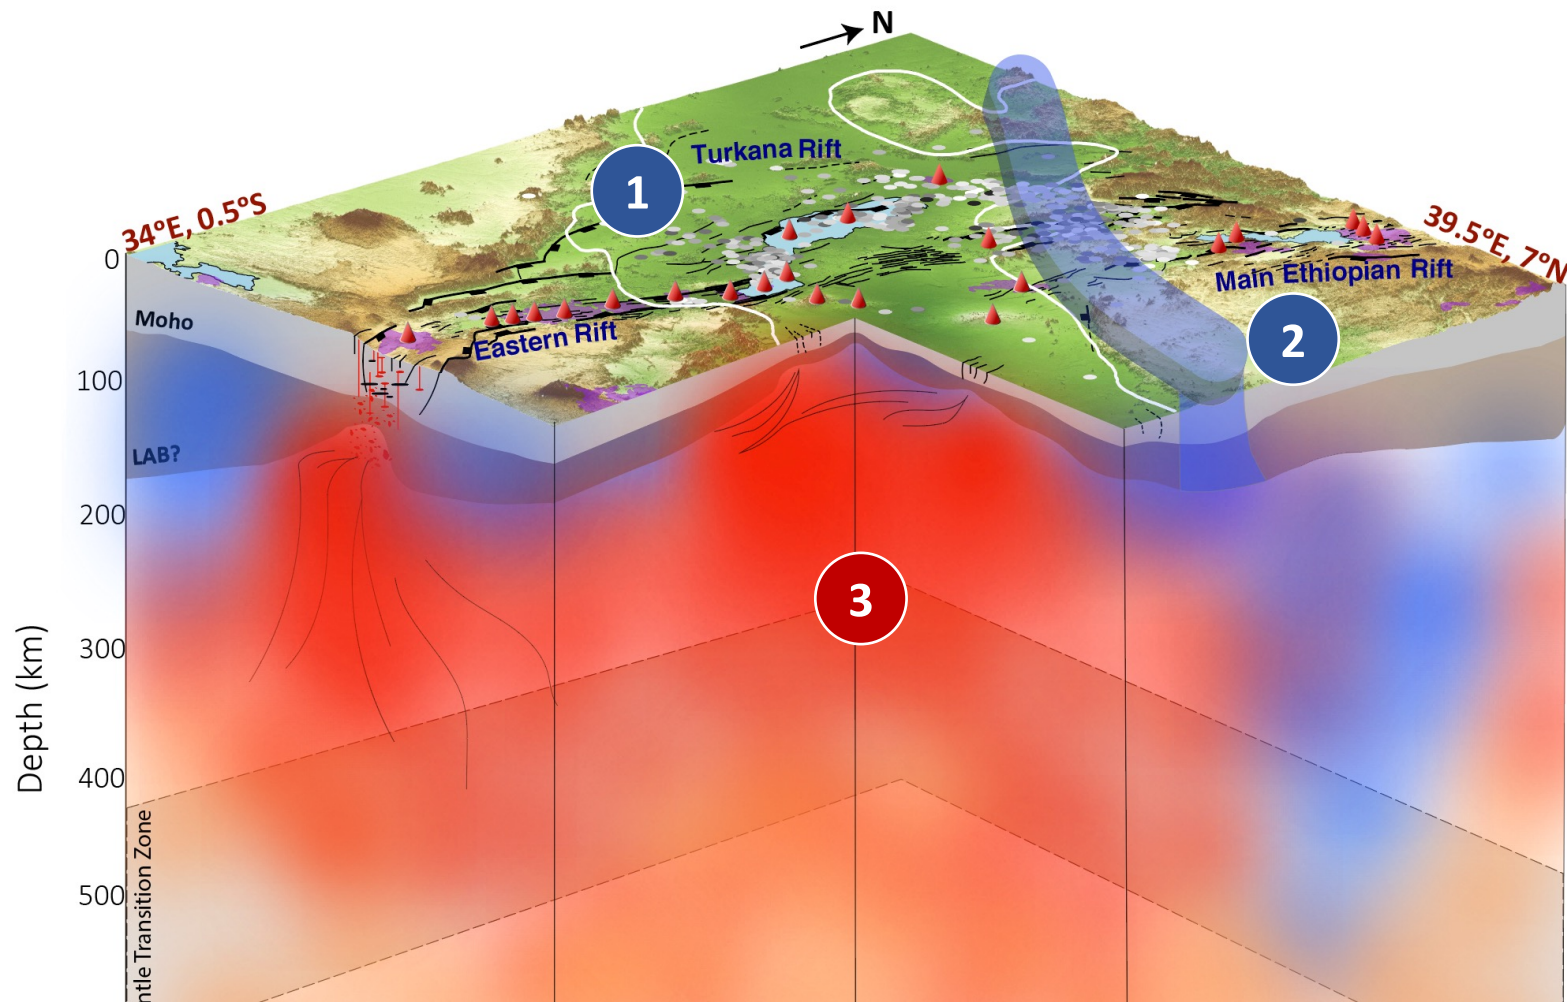 N
Turkana Rift
1
34°E, 0.5°S
39.5°E, 7°N
0
Main Ethiopian Rift
Moho
Eastern Rift
2
100
LAB?
200
3
300
Depth (km)
400
500
ntle Transition Zone